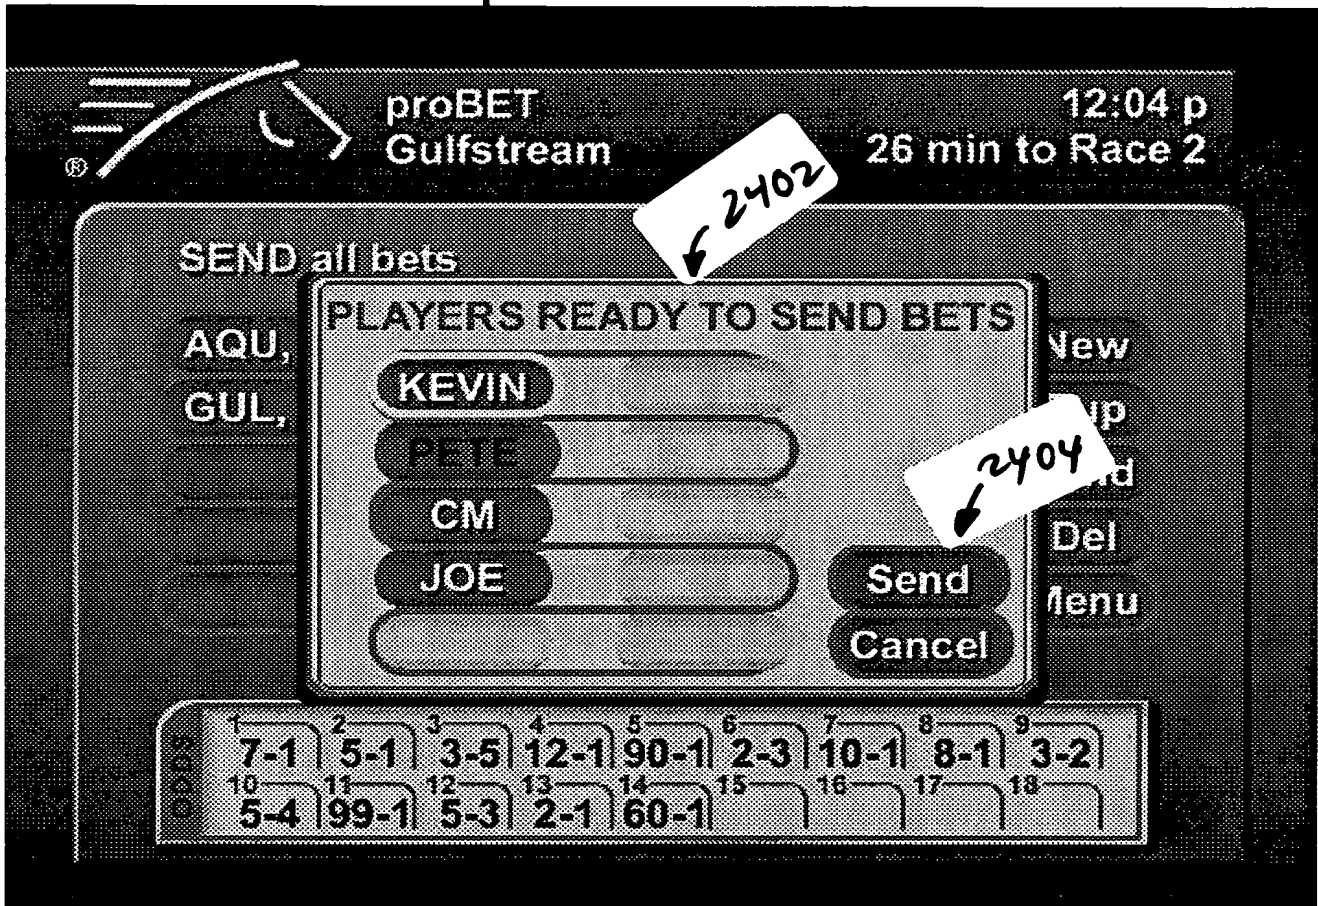 proBET
Gulfstream
12:04 p
26 min to Race 2
®
2402
SEND all bets
PLAYERS READY TO SEND BETS
AQU,
GUL,
KEVIN
PETE
CM
JOE
2404
Send
Cancel
New
Del
Menu
ODDS
1 2 3 4 5 6 7 8 9
7-1 5-1 3-5 12-1 90-1 2-3 10-1 8-1 3-2
10 11 12 13 14 15 16 17 18
5-4 99-1 5-3 2-1 60-1